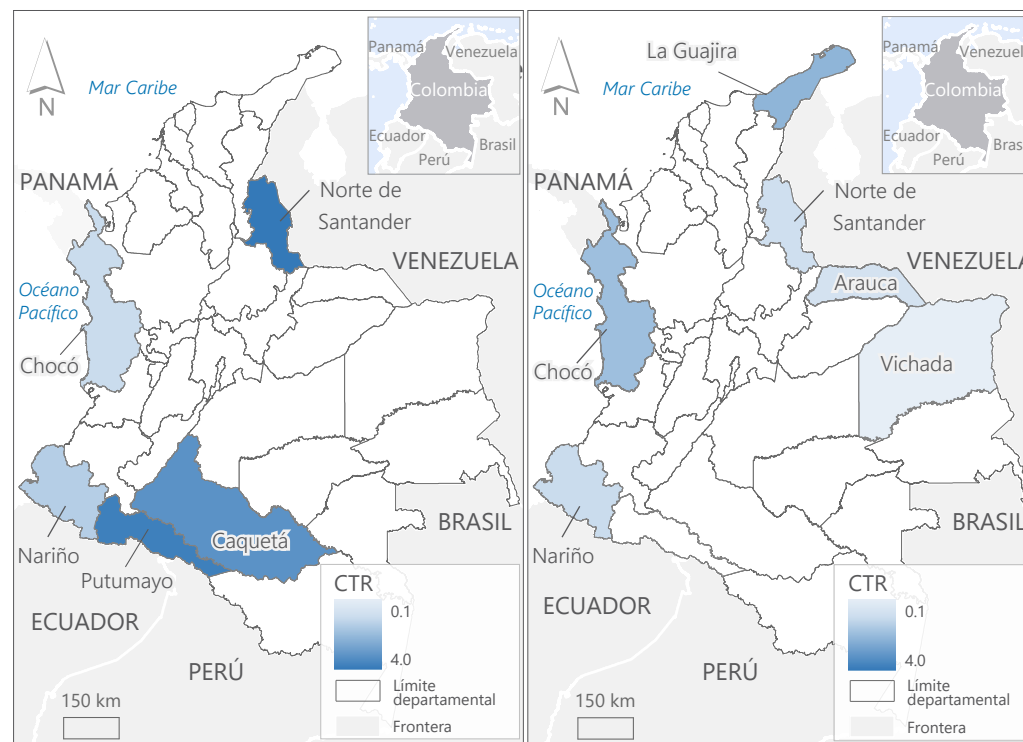 Panamá
Venezuela
Colombia
Ecuador
Perú
Brasil
N
Mar Caribe
PANAMÁ
Norte de
Santander
VENEZUELA
Océano
Pacífico
Chocó
Nariño
Putumayo
Caquetá
BRASIL
ECUADOR
PERÚ
CTR
0.1
4.0
Límite
departamental
Frontera
150 km
La Guajira
Panamá
Venezuel
Colombia
Ecuador
Perú
Bras
N
Mar Caribe
PANAMÁ
Norte de
Santander
VENEZUELA
Arauca
Océano
Pacífico
Chocó
Vichada
Nariño
BRASIL
ECUADOR
PERÚ
CTR
0.1
4.0
Límite
departamental
Frontera
150 km